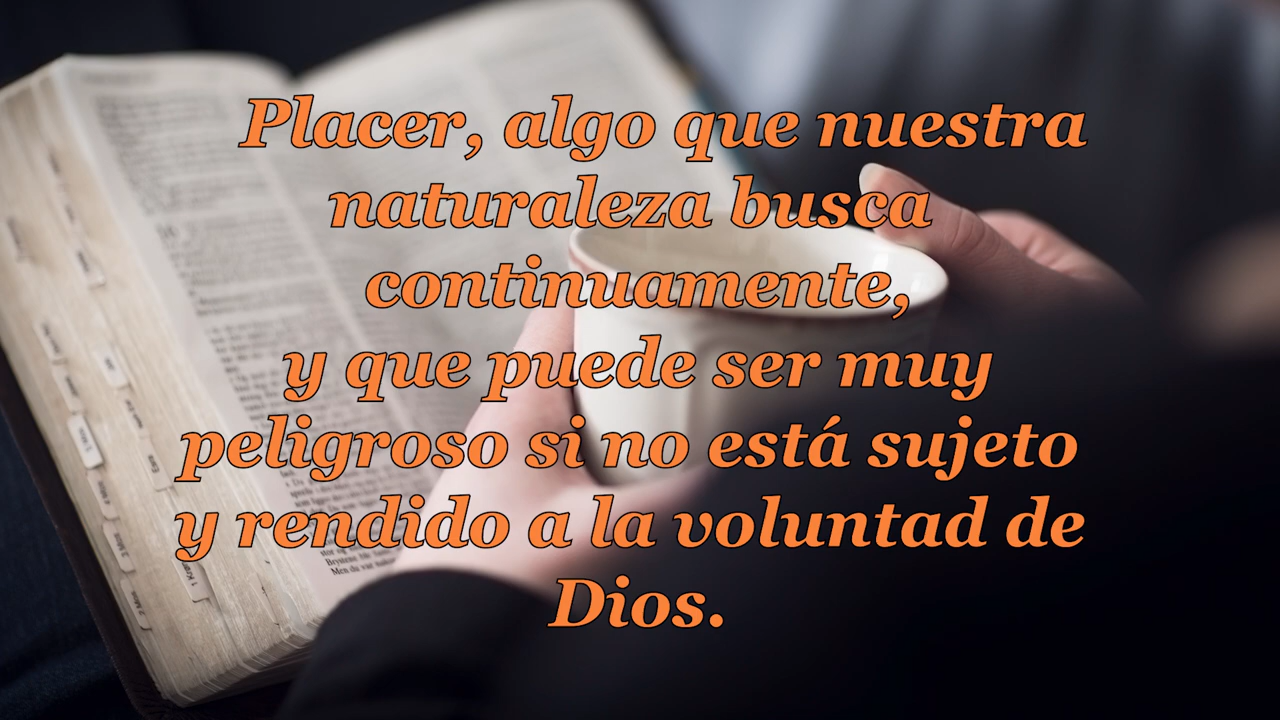 Placer, algo que nuestra
naturaleza busca
continuamente,
y que puede ser muy
peligroso si no está sujeto
y rendido a la voluntad de
Dios.